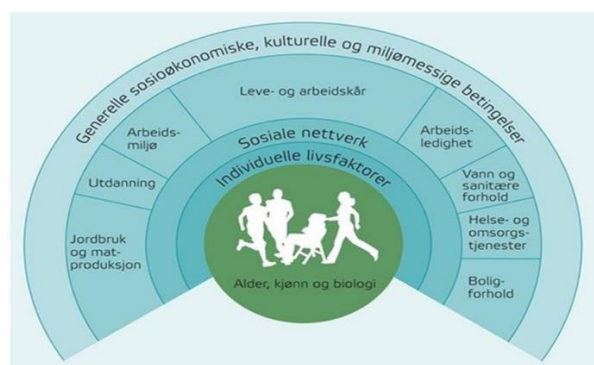 Generelle sosioøkonomiske, kulturelle og miljømessige betingelser
Leve- og arbeidskår
Arbeids-
miljø
Utdanning
Jordbruk
og mat-
produksjon
Arbeids-
ledighet
Vann og
sanitære
forhold
Helse- og
omsorgs-
tjenester
Bolig-
forhold
Sosiale nettverk
Individuelle livsfaktorer
Alder, kjønn og biologi